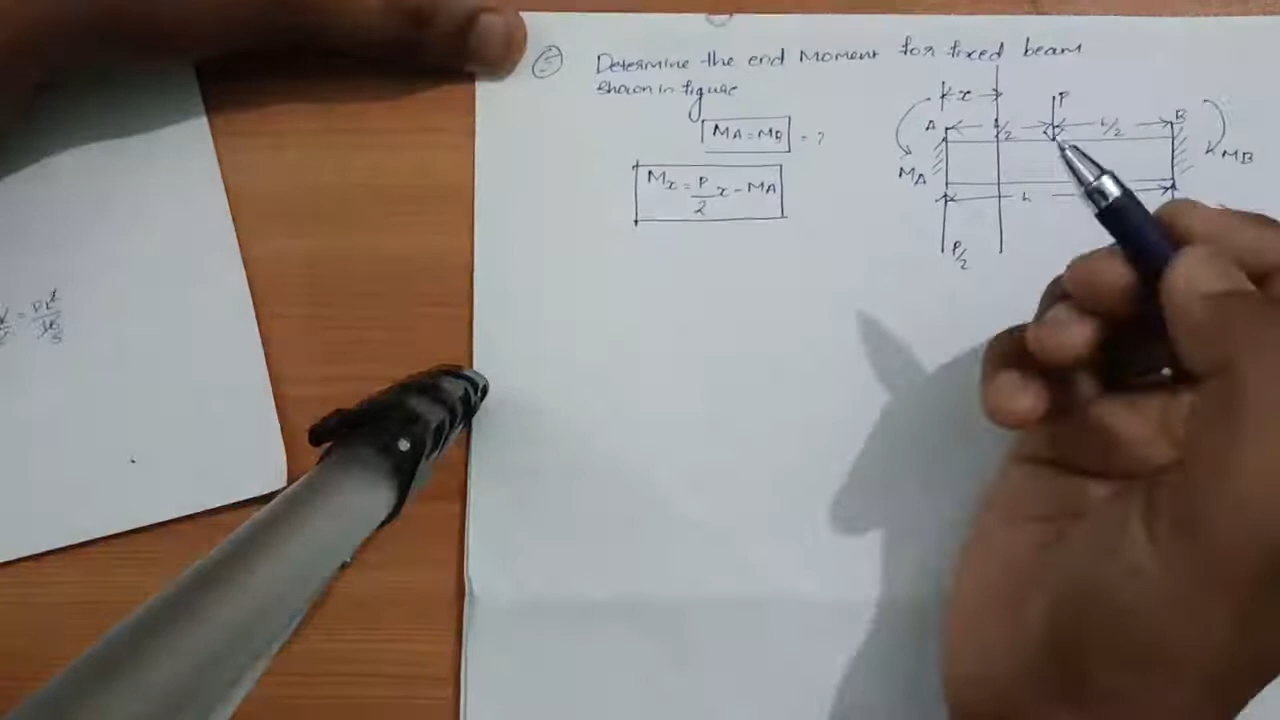 5 Determine the end Moment for fixed beam
shown in figure
MA = MB = ?
Mx = P/2 x - MA
x
P
A
/2
L/2
B
MA
MB
L
P/2